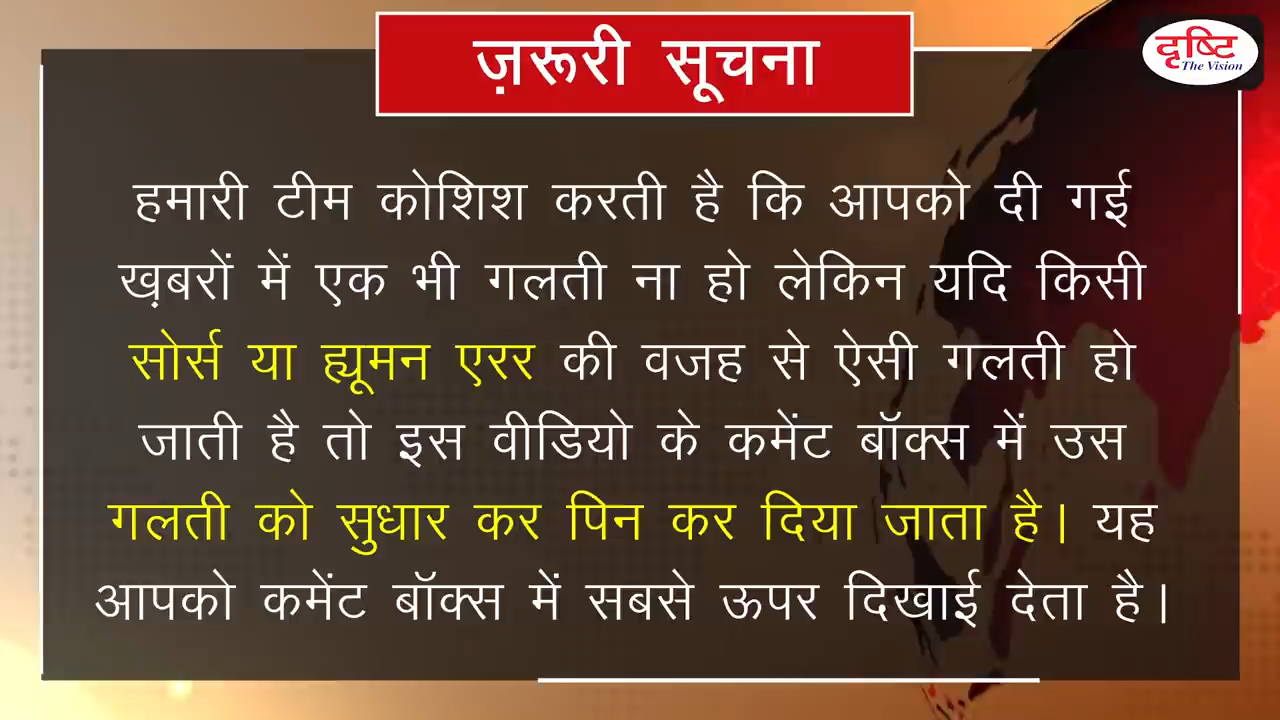 ज़रूरी सूचना
दृष्टि
The Vision
हमारी टीम कोशिश करती है कि आपको दी गई
ख़बरों में एक भी गलती ना हो लेकिन यदि किसी
सोर्स या ह्यूमन एरर की वजह से ऐसी गलती हो
जाती है तो इस वीडियो के कमेंट बॉक्स में उस
गलती को सुधार कर पिन कर दिया जाता है। यह
आपको कमेंट बॉक्स में सबसे ऊपर दिखाई देता है।